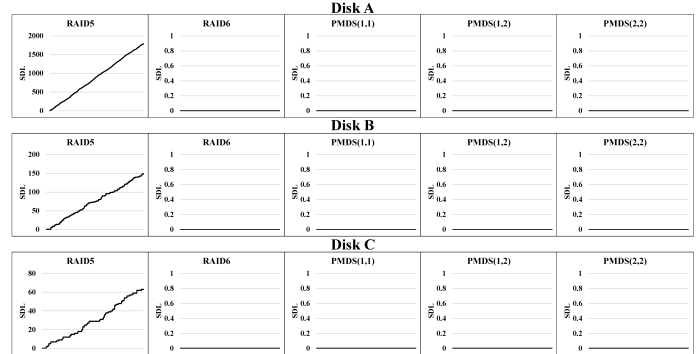 Disk A
RAID5 RAID6 PMDS(1,1) PMDS(1,2) PMDS(2,2)
2000 1 1 1 1
1500 0.8 0.8 0.8 0.8
0.6 0.6 0.6 0.6
SDL 1000 SDL SDL SDL SDL
0.4 0.4 0.4 0.4
500 0.2 0.2 0.2 0.2
0 0 0 0 0
Disk B
RAID5 RAID6 PMDS(1,1) PMDS(1,2) PMDS(2,2)
200 1 1 1 1
150 0.8 0.8 0.8 0.8
0.6 0.6 0.6 0.6
SDL 100 SDL SDL SDL SDL
0.4 0.4 0.4 0.4
50 0.2 0.2 0.2 0.2
0 0 0 0 0
Disk C
RAID5 RAID6 PMDS(1,1) PMDS(1,2) PMDS(2,2)
80 1 1 1 1
60 0.8 0.8 0.8 0.8
0.6 0.6 0.6 0.6
SDL 40 SDL SDL SDL SDL
0.4 0.4 0.4 0.4
20 0.2 0.2 0.2 0.2
0 0 0 0 0